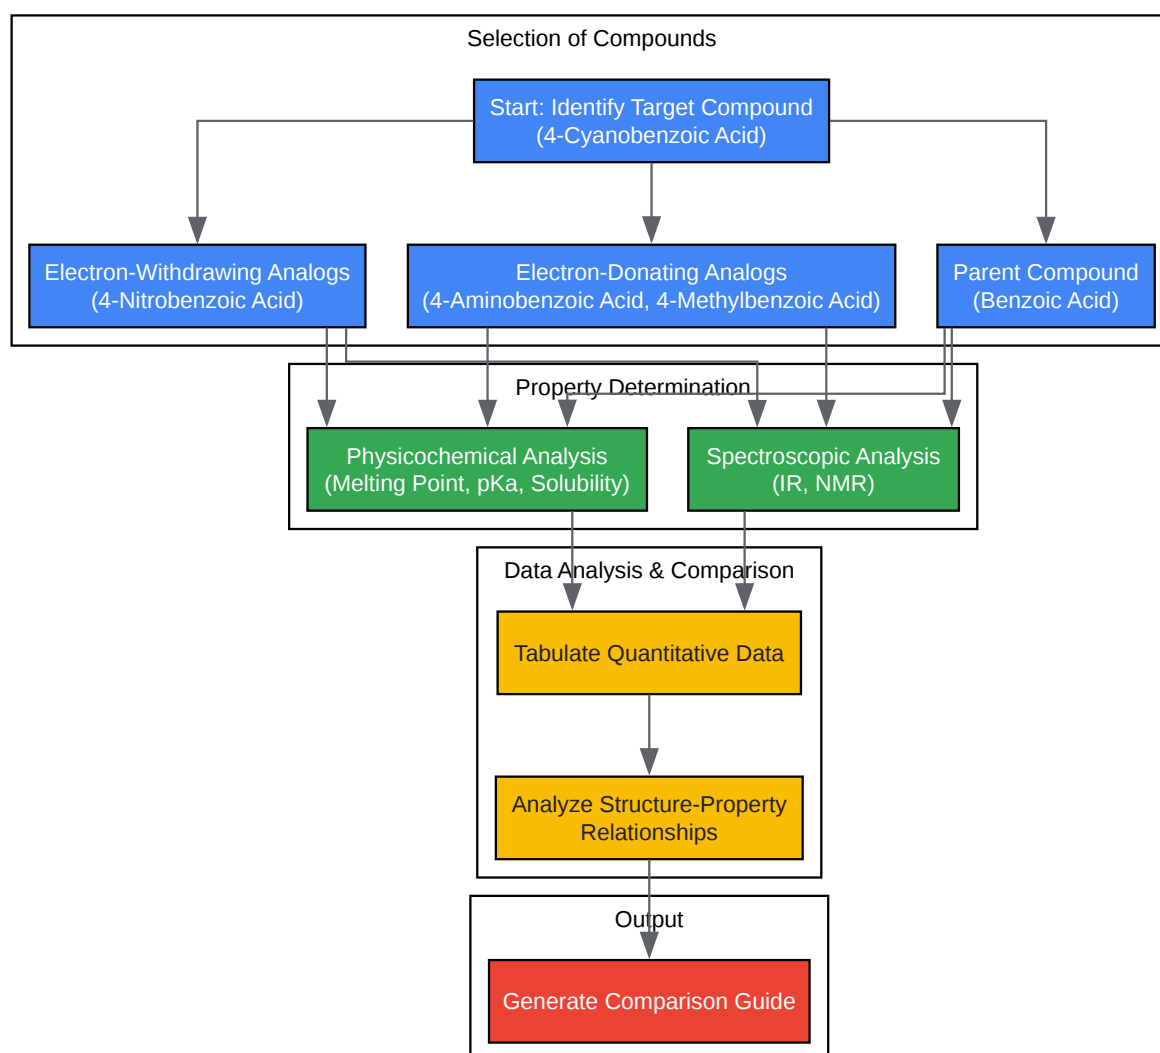 Selection of Compounds
Start: Identify Target Compound
(4-Cyanobenzoic Acid)
Electron-Withdrawing Analogs
(4-Nitrobenzoic Acid)
Electron-Donating Analogs
(4-Aminobenzoic Acid, 4-Methylbenzoic Acid)
Parent Compound
(Benzoic Acid)
Property Determination
Physicochemical Analysis
(Melting Point, pKa, Solubility)
Spectroscopic Analysis
(IR, NMR)
Data Analysis & Comparison
Tabulate Quantitative Data
Analyze Structure-Property
Relationships
Output
Generate Comparison Guide